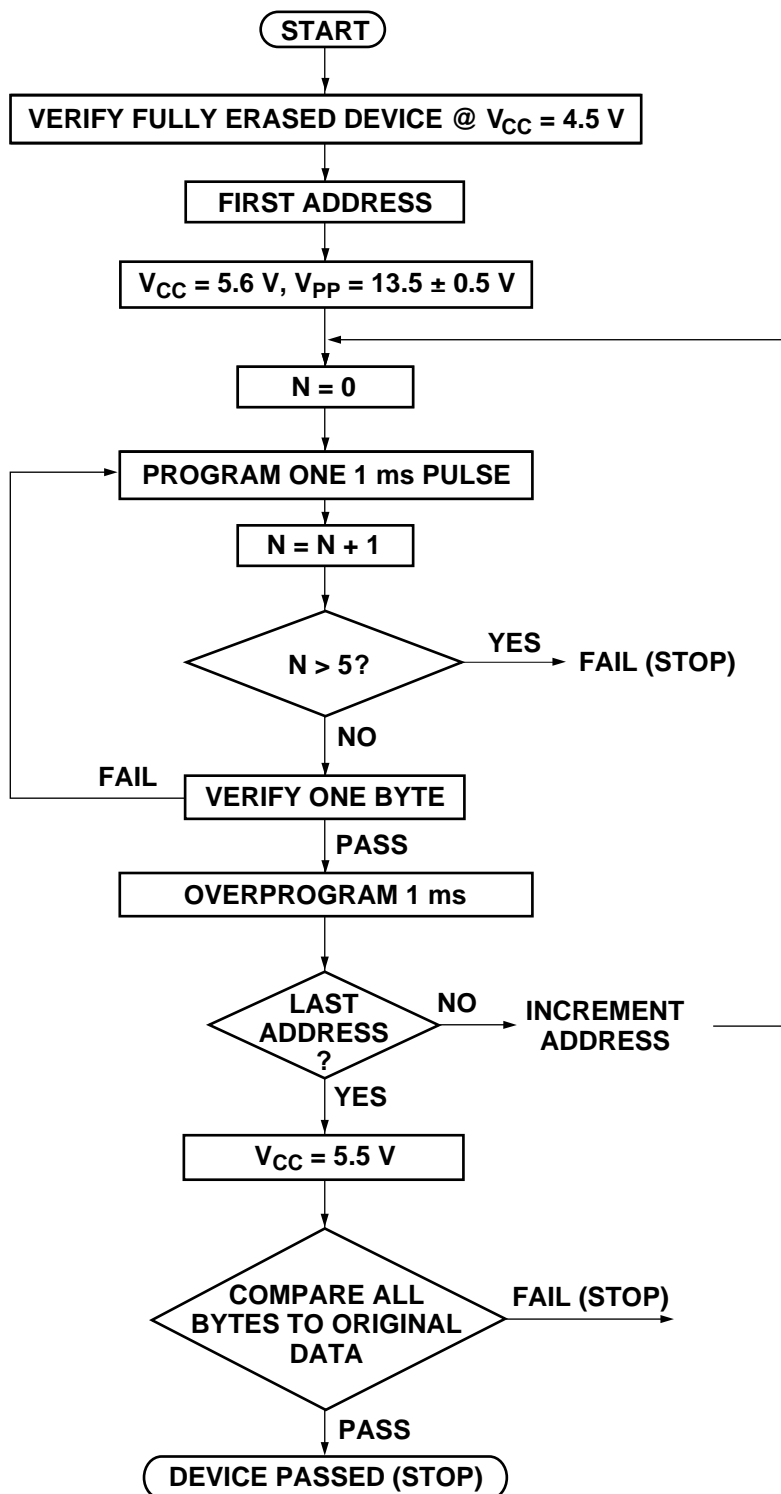 START
VERIFY FULLY ERASED DEVICE @ VCC = 4.5 V
FIRST ADDRESS
VCC = 5.6 V, VPP = 13.5 ± 0.5 V
N = 0
PROGRAM ONE 1 ms PULSE
N = N + 1
N > 5?
YES
FAIL (STOP)
NO
FAIL
VERIFY ONE BYTE
PASS
OVERPROGRAM 1 ms
LAST
ADDRESS
?
NO
INCREMENT
ADDRESS
YES
VCC = 5.5 V
COMPARE ALL
BYTES TO ORIGINAL
DATA
FAIL (STOP)
PASS
DEVICE PASSED (STOP)